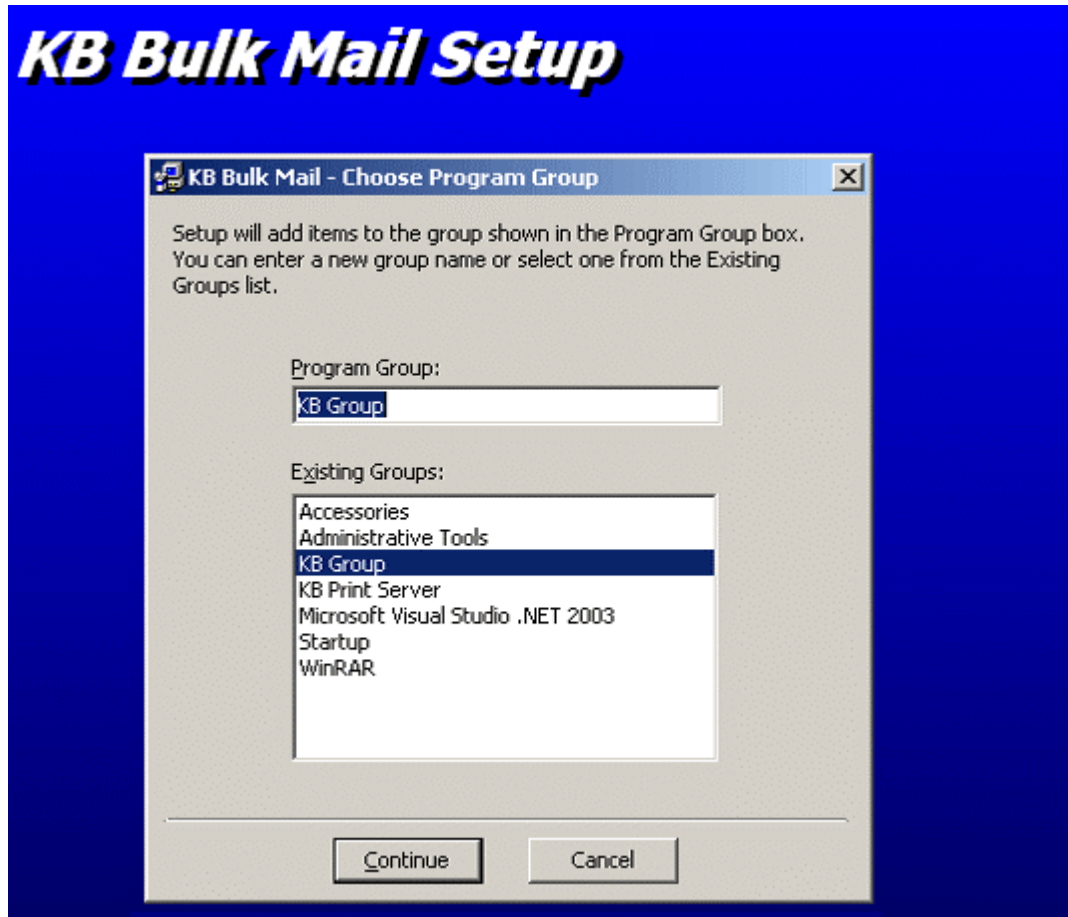 KB Bulk Mail Setup
KB Bulk Mail - Choose Program Group
Setup will add items to the group shown in the Program Group box.
You can enter a new group name or select one from the Existing
Groups list.
Program Group:
KB Group
Existing Groups:
Accessories
Administrative Tools
KB Group
KB Print Server
Microsoft Visual Studio .NET 2003
Startup
WinRAR
Continue
Cancel